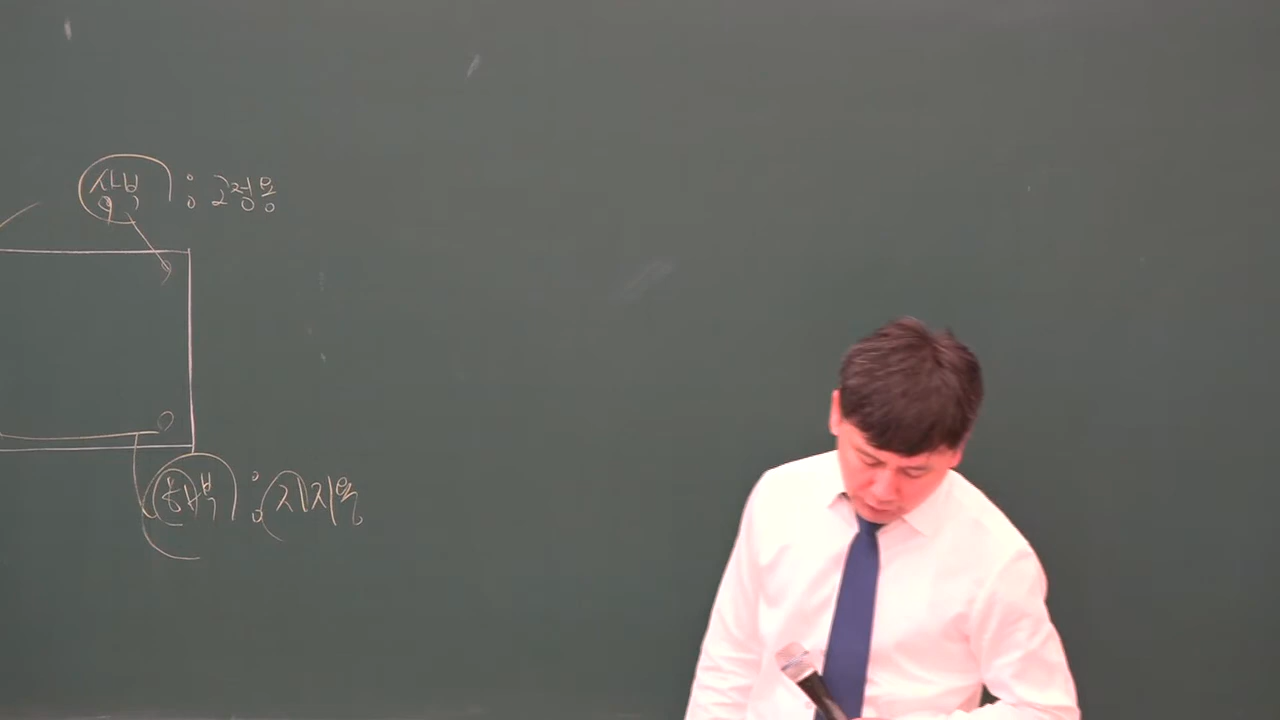 상부 : 고정용
하부 : 지지용